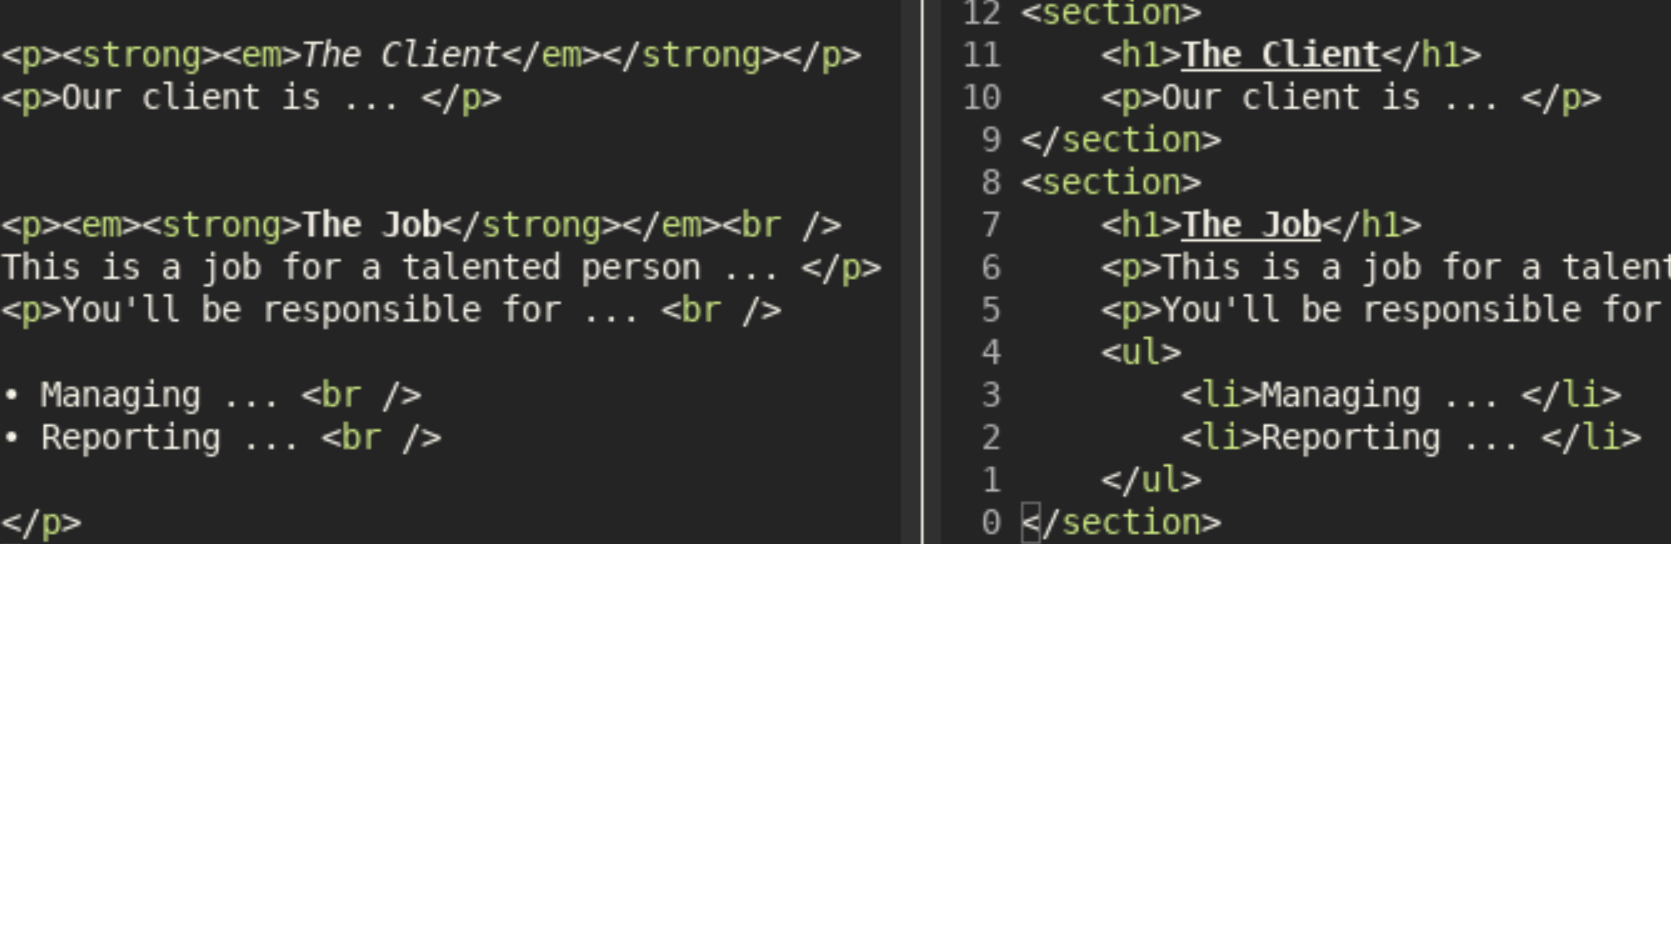 <p><strong><em>The Client</em></strong></p>
<p>Our client is ... </p>
<p><em><strong>The Job</strong></em><br />
This is a job for a talented person ... </p>
<p>You'll be responsible for ... <br />
• Managing ... <br />
• Reporting ... <br />
</p>
12 <section>
11 <h1>The Client</h1>
10 <p>Our client is ... </p>
9 </section>
8 <section>
7 <h1>The Job</h1>
6 <p>This is a job for a talent
5 <p>You'll be responsible for
4 <ul>
3 <li>Managing ... </li>
2 <li>Reporting ... </li>
1 </ul>
0 </section>